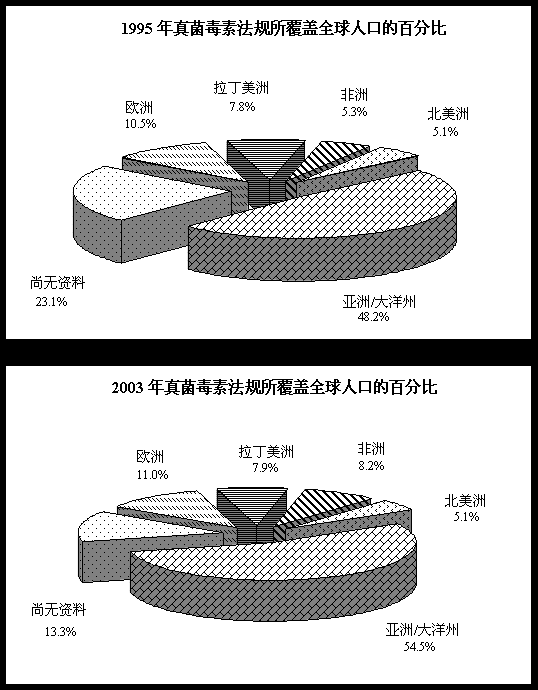 1995 年真菌毒素法规所覆盖全球人口的百分比
拉丁美洲
7.8%
非洲
5.3%
欧洲
10.5%
北美洲
5.1%
尚无资料
23.1%
亚洲/大洋州
48.2%
2003 年真菌毒素法规所覆盖全球人口的百分比
拉丁美洲
7.9%
非洲
8.2%
欧洲
11.0%
北美洲
5.1%
尚无资料
13.3%
亚洲/大洋州
54.5%